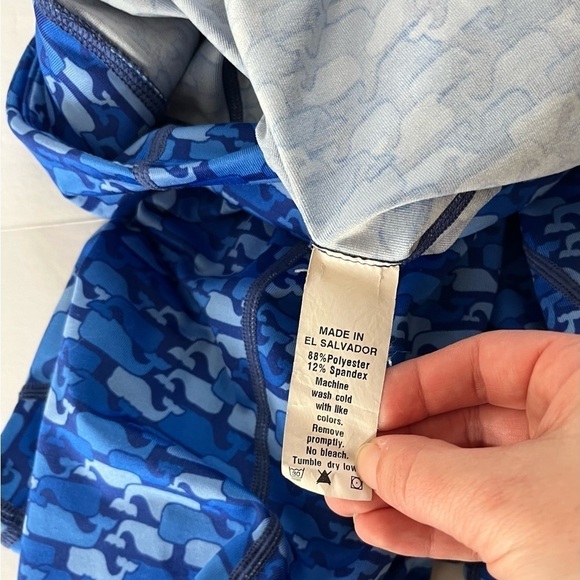 MADE IN
EL SALVADOR
88%Polyester
12% Spandex
Machine
wash cold
with like
colors.
Remove
promptly.
No bleach.
Tumble dry low
30